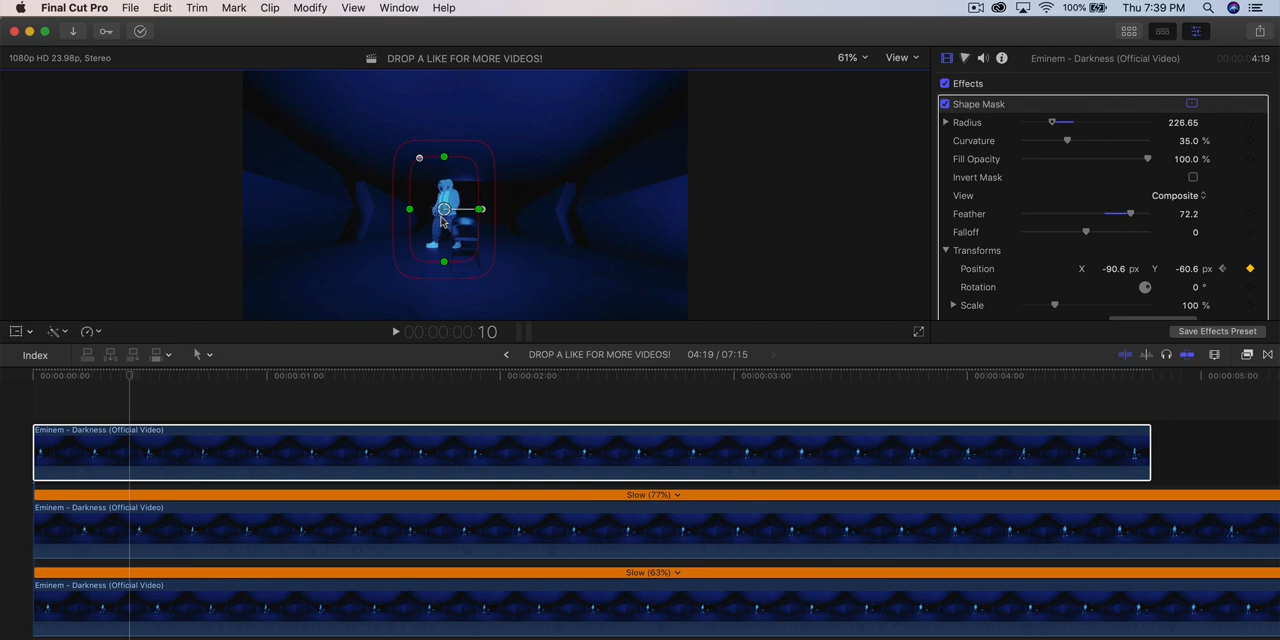 Final Cut Pro File Edit Trim Mark Clip Modify View Window Help 100% Thu 7:39 PM
1080p HD 23.98p, Stereo DROP A LIKE FOR MORE VIDEOS! 61% View Eminem - Darkness (Official Video) 00:00:0 4:19
Effects
Shape Mask
Radius 226.65
Curvature 35.0 %
Fill Opacity 100.0 %
Invert Mask
View Composite
Feather 72.2
Falloff 0
Transforms
Position X -90.6 px Y -60.6 px
Rotation 0 °
Scale 100 %
00:00:00:10 Save Effects Preset
Index DROP A LIKE FOR MORE VIDEOS! 04:19 / 07:15
00:00:00:00 00:00:01:00 00:00:02:00 00:00:03:00 00:00:04:00 00:00:05:00
Eminem - Darkness (Official Video)
Slow (77%)
Eminem - Darkness (Official Video)
Slow (63%)
Eminem - Darkness (Official Video)